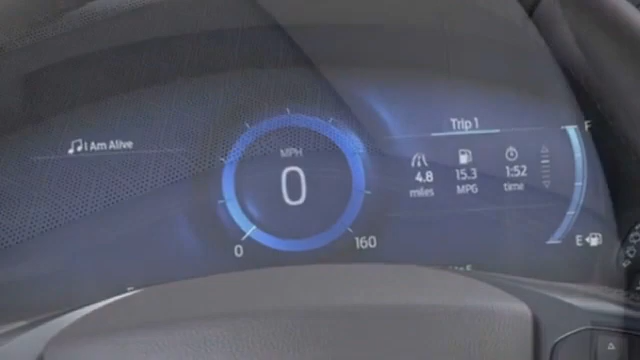 Trip 1
F
I Am Alive
MPH
0
4.8
miles
15.3
MPG
1:52
time
0
160
E